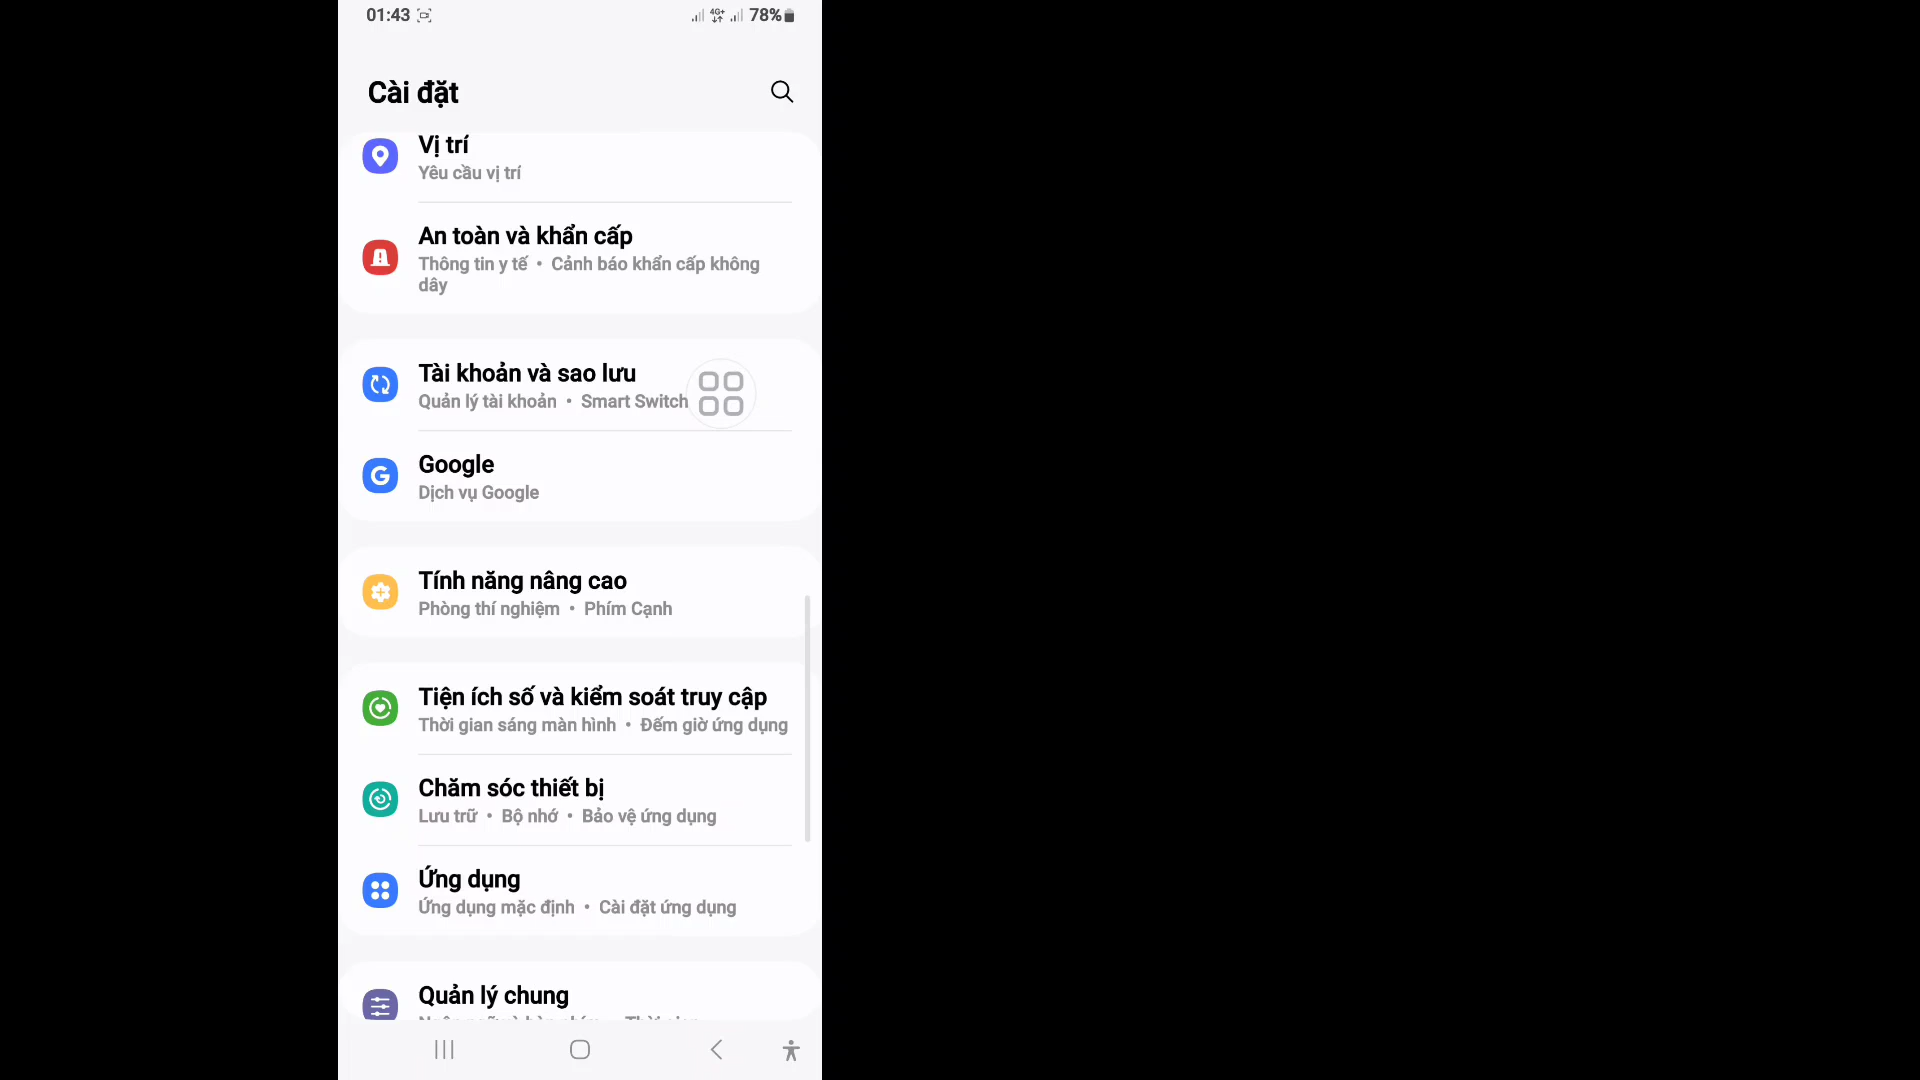 01:43 4G+ 78%
Cài đặt
Vị trí
Yêu cầu vị trí
An toàn và khẩn cấp
Thông tin y tế • Cảnh báo khẩn cấp không
dây
Tài khoản và sao lưu
Quản lý tài khoản • Smart Switch
Google
Dịch vụ Google
Tính năng nâng cao
Phòng thí nghiệm • Phím Cạnh
Tiện ích số và kiểm soát truy cập
Thời gian sáng màn hình • Đếm giờ ứng dụng
Chăm sóc thiết bị
Lưu trữ • Bộ nhớ • Bảo vệ ứng dụng
Ứng dụng
Ứng dụng mặc định • Cài đặt ứng dụng
Quản lý chung